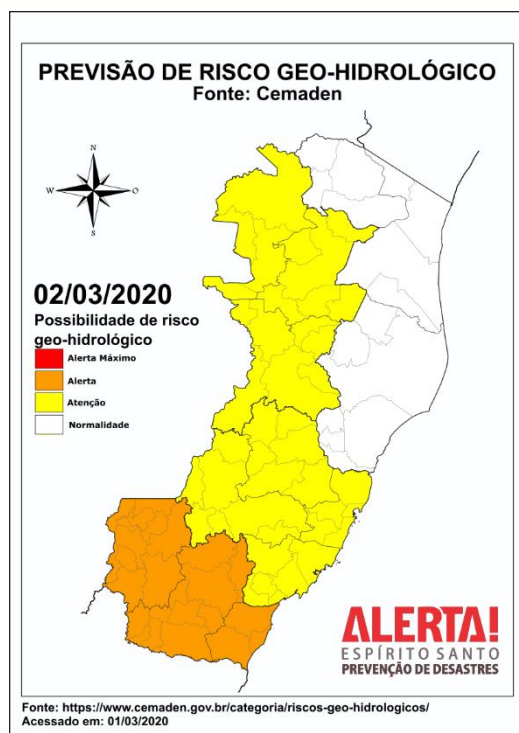 PREVISÃO DE RISCO GEO-HIDROLÓGICO
Fonte: Cemaden
N
W
O
S
02/03/2020
Possibilidade de risco
geo-hidrológico
Alerta Máximo
Alerta
Atenção
Normalidade
ALERTA!
ESPÍRITO SANTO
PREVENÇÃO DE DESASTRES
Fonte: https://www.cemaden.gov.br/categoria/riscos-geo-hidrologicos/
Acessado em: 01/03/2020